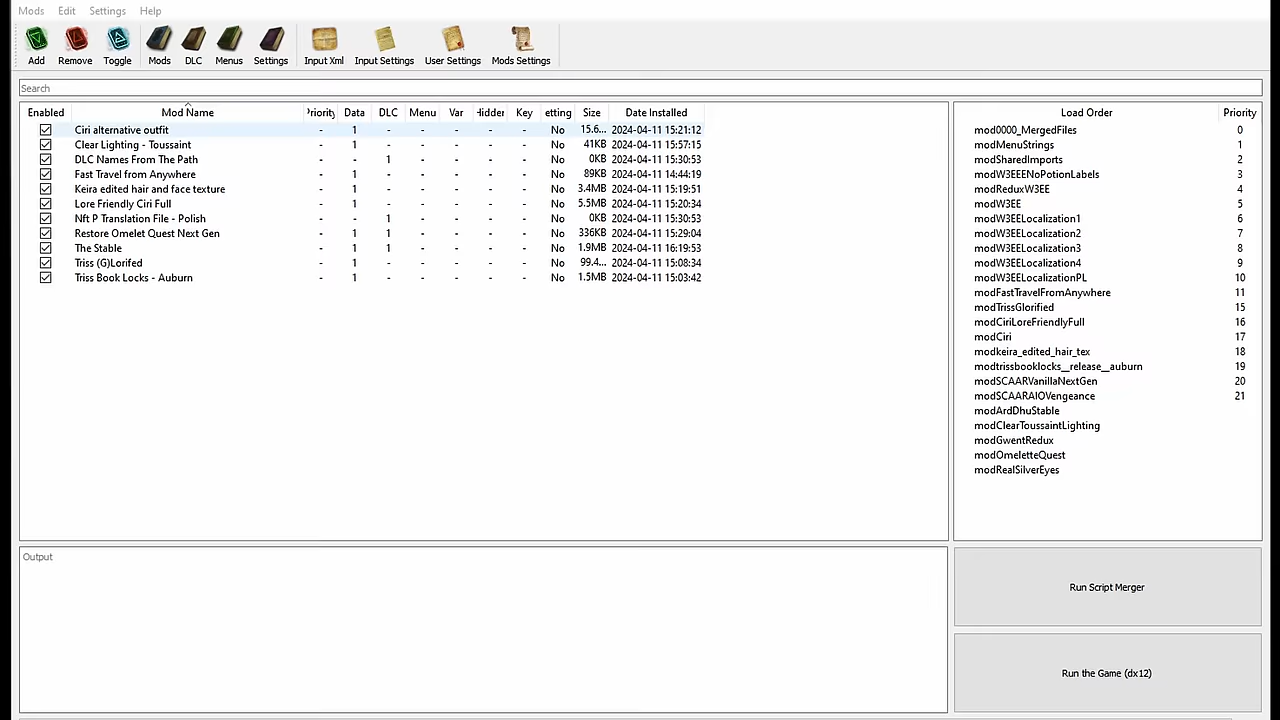 Mods Edit Settings Help
Add Remove Toggle Mods DLC Menus Settings Input Xml Input Settings User Settings Mods Settings
Search
Enabled Mod Name Priority Data DLC Menu Var Hidden Key etting Size Date Installed
Ciri alternative outfit - 1 - - - - - No 15.6... 2024-04-11 15:21:12
Clear Lighting - Toussaint - 1 - - - - - No 41KB 2024-04-11 15:57:15
DLC Names From The Path - - 1 - - - - No 0KB 2024-04-11 15:30:53
Fast Travel from Anywhere - 1 - - - - - No 89KB 2024-04-11 14:44:19
Keira edited hair and face texture - 1 - - - - - No 3.4MB 2024-04-11 15:19:51
Lore Friendly Ciri Full - 1 - - - - - No 5.5MB 2024-04-11 15:20:34
Nft P Translation File - Polish - - 1 - - - - No 0KB 2024-04-11 15:30:53
Restore Omelet Quest Next Gen - 1 1 - - - - No 336KB 2024-04-11 15:29:04
The Stable - 1 1 - - - - No 1.9MB 2024-04-11 16:19:53
Triss (G)Lorifed - 1 - - - - - No 99.4... 2024-04-11 15:08:34
Triss Book Locks - Auburn - 1 - - - - - No 1.5MB 2024-04-11 15:03:42
Load Order Priority
mod0000_MergedFiles 0
modMenuStrings 1
modSharedImports 2
modW3EEENoPotionLabels 3
modReduxW3EE 4
modW3EE 5
modW3EELocalization1 6
modW3EELocalization2 7
modW3EELocalization3 8
modW3EELocalization4 9
modW3EELocalizationPL 10
modFastTravelFromAnywhere 11
modTrissGlorified 15
modCiriLoreFriendlyFull 16
modCiri 17
modkeira_edited_hair_tex 18
modtrissbooklocks__release__auburn 19
modSCAARVanillaNextGen 20
modSCAARAIOVengeance 21
modArdDhuStable
modClearToussaintLighting
modGwentRedux
modOmeletteQuest
modRealSilverEyes
Output
Run Script Merger
Run the Game (dx12)